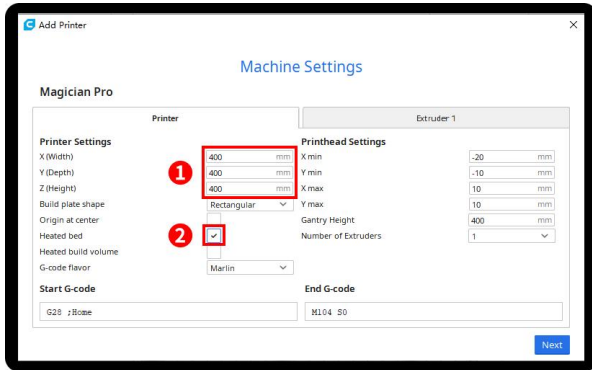 Add Printer
Machine Settings
Magician Pro
Printer
Extruder 1
Printer Settings
X (Width) 400 mm
Y (Depth) 400 mm
Z (Height) 400 mm
Build plate shape Rectangular
Origin at center
Heated bed
Heated build volume
G-code flavor Marlin
1
2
Printhead Settings
X min -20 mm
Y min -10 mm
X max 10 mm
Y max 10 mm
Gantry Height 400 mm
Number of Extruders 1
Start G-code
G28 ;Home
End G-code
M104 S0
Next